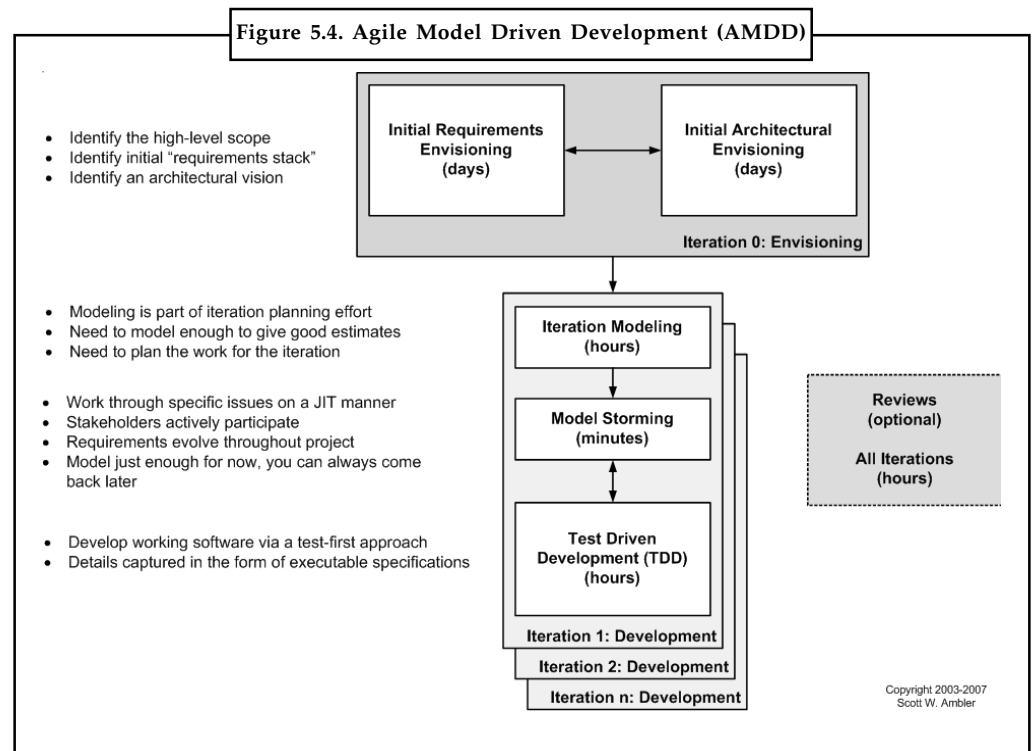 Figure 5.4. Agile Model Driven Development (AMDD)
• Identify the high-level scope
• Identify initial “requirements stack”
• Identify an architectural vision
Initial Requirements
Envisioning
(days)
Initial Architectural
Envisioning
(days)
Iteration 0: Envisioning
• Modeling is part of iteration planning effort
• Need to model enough to give good estimates
• Need to plan the work for the iteration
Iteration Modeling
(hours)
• Work through specific issues on a JIT manner
• Stakeholders actively participate
• Requirements evolve throughout project
• Model just enough for now, you can always come
back later
Model Storming
(minutes)
Reviews
(optional)
All Iterations
(hours)
• Develop working software via a test-first approach
• Details captured in the form of executable specifications
Test Driven
Development (TDD)
(hours)
Iteration 1: Development
Iteration 2: Development
Iteration n: Development
Copyright 2003-2007
Scott W. Ambler